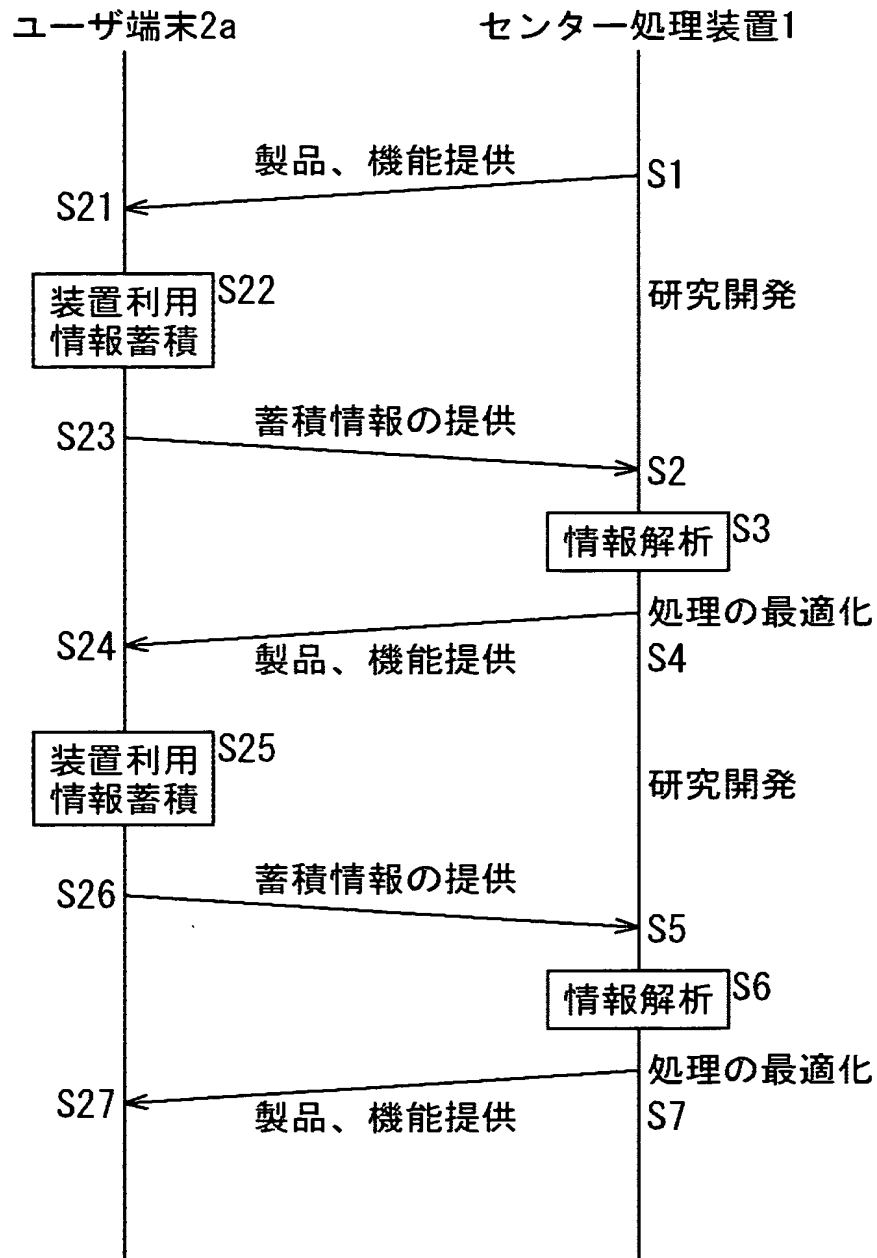 ユーザ端末2a
センター処理装置1
製品、機能提供
S1
S21
装置利用
情報蓄積
S22
研究開発
蓄積情報の提供
S23
S2
情報解析
S3
処理の最適化
S24
製品、機能提供
S4
装置利用
情報蓄積
S25
研究開発
蓄積情報の提供
S26
S5
情報解析
S6
処理の最適化
S27
製品、機能提供
S7